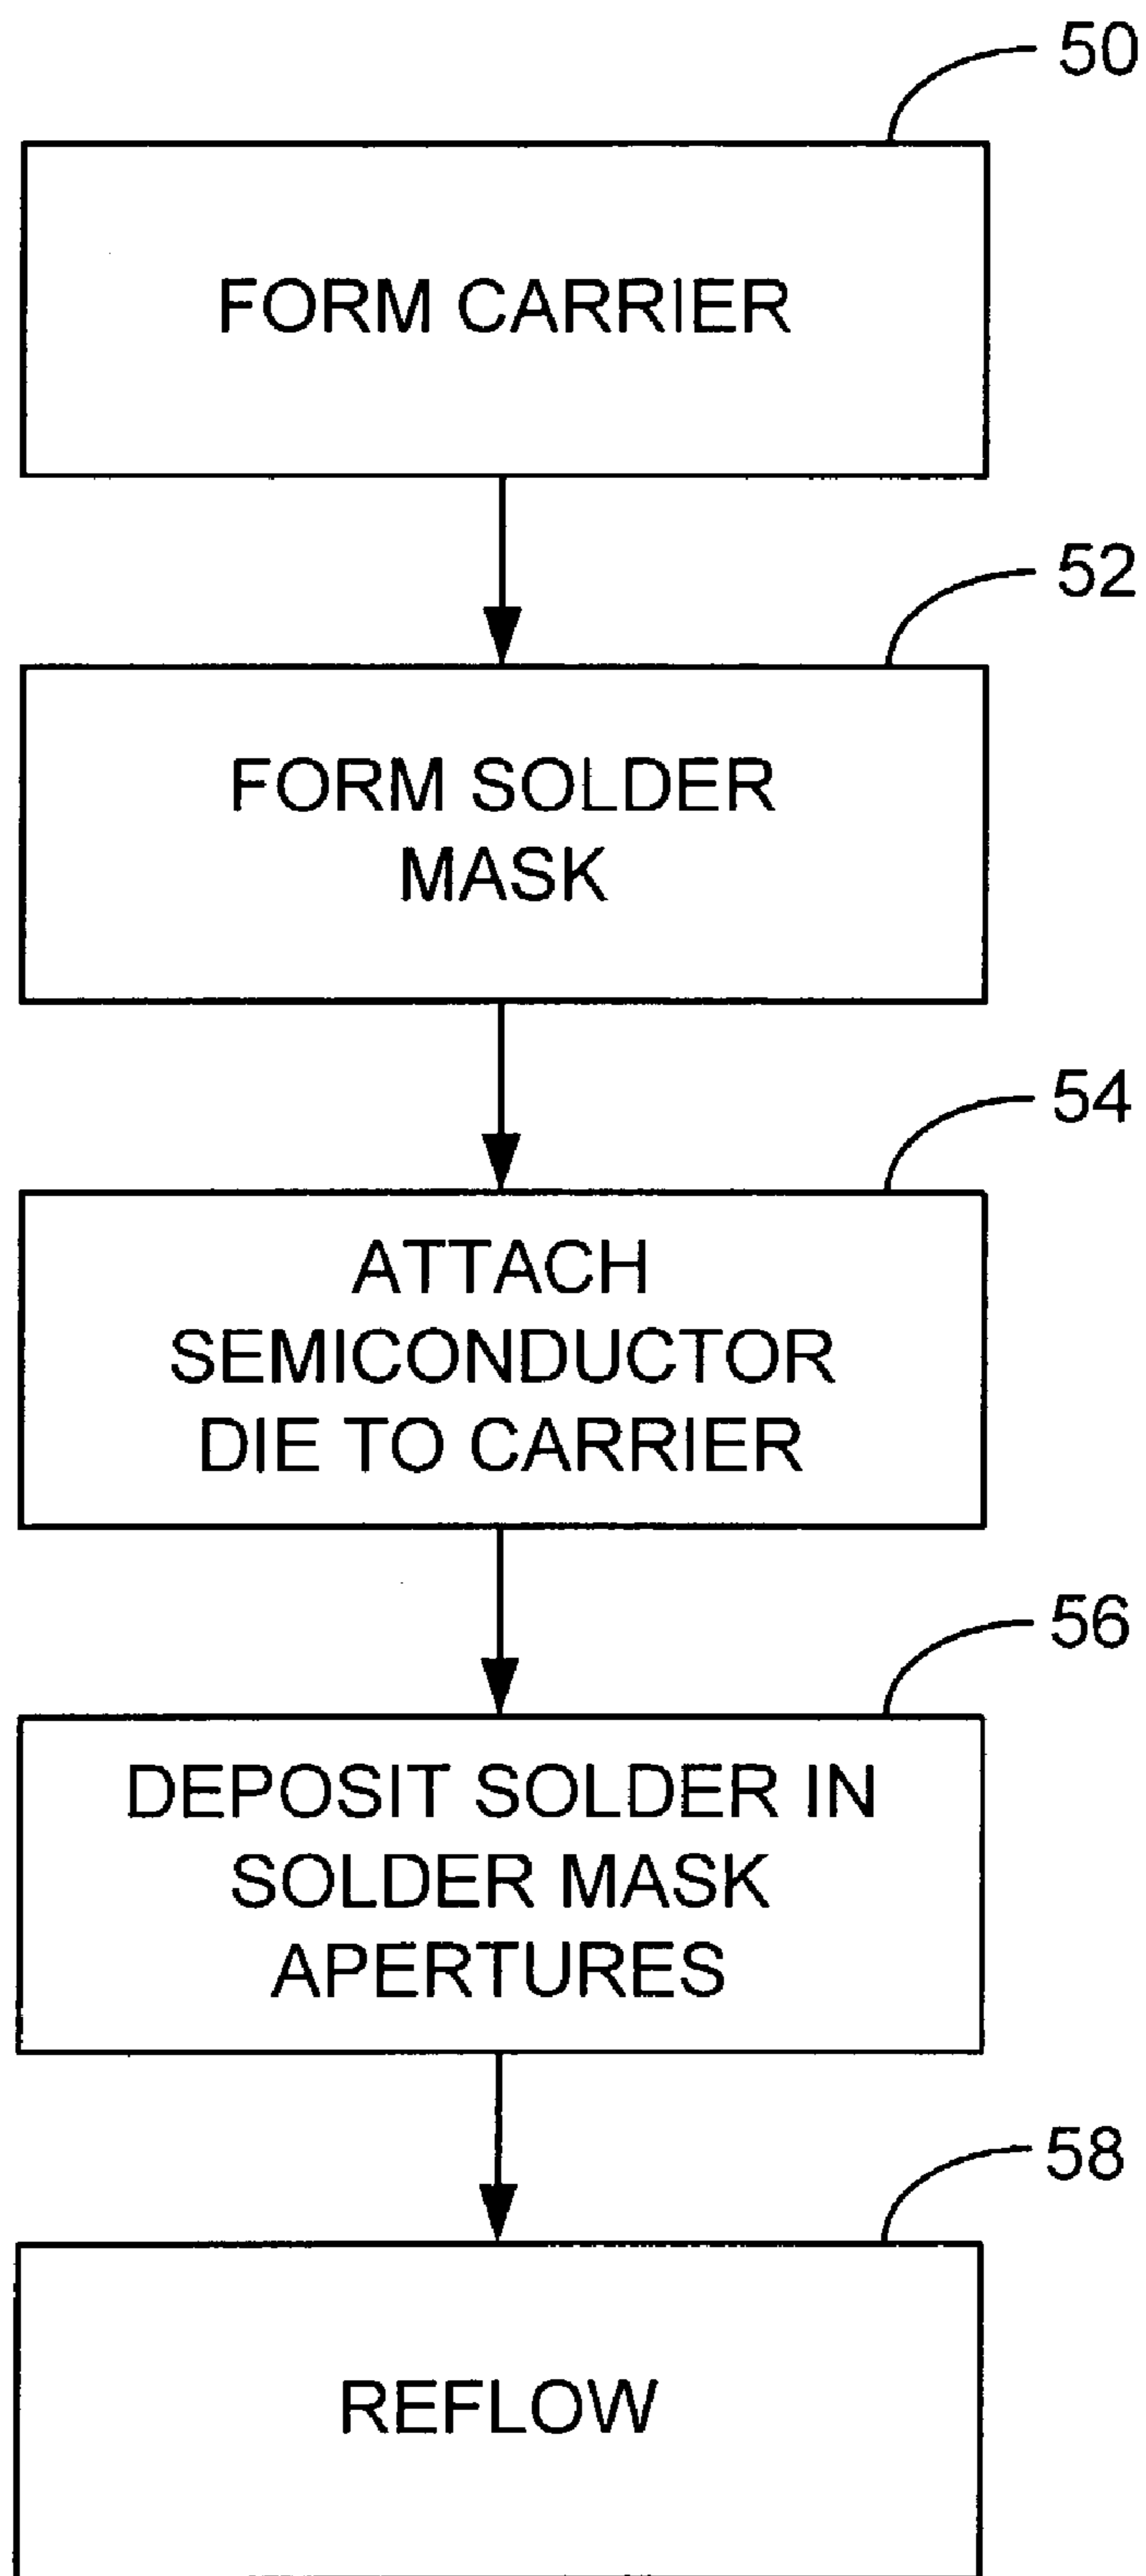 50
FORM CARRIER
52
FORM SOLDER
MASK
54
ATTACH
SEMICONDUCTOR
DIE TO CARRIER
56
DEPOSIT SOLDER IN
SOLDER MASK
APERTURES
58
REFLOW